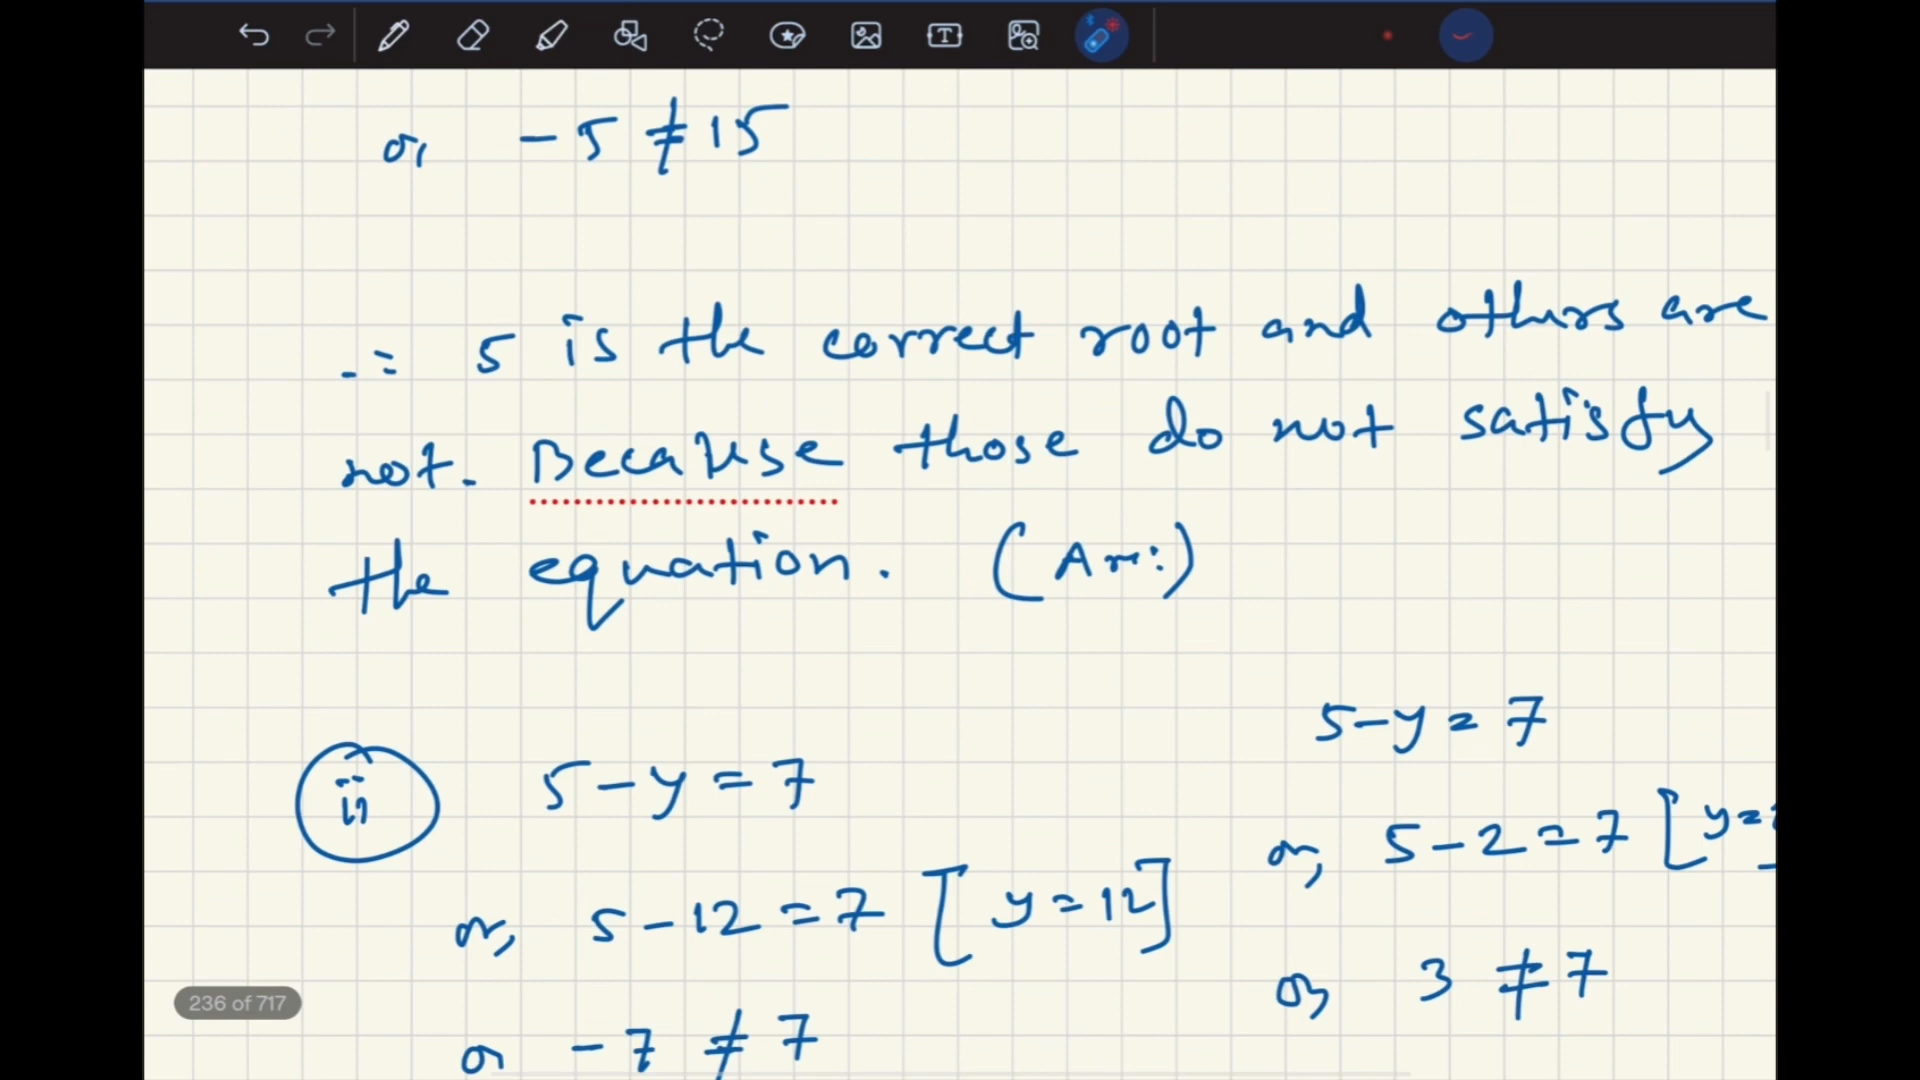 or, -5 ≠ 15
∴ 5 is the correct root and others are
not. Because those do not satisfy
the equation. (Ans:)
ii 5-y=7
or, 5-12=7 [y=12]
or -7 ≠ 7
5-y=7
or, 5-2=7 [y=
or, 3 ≠ 7
236 of 717